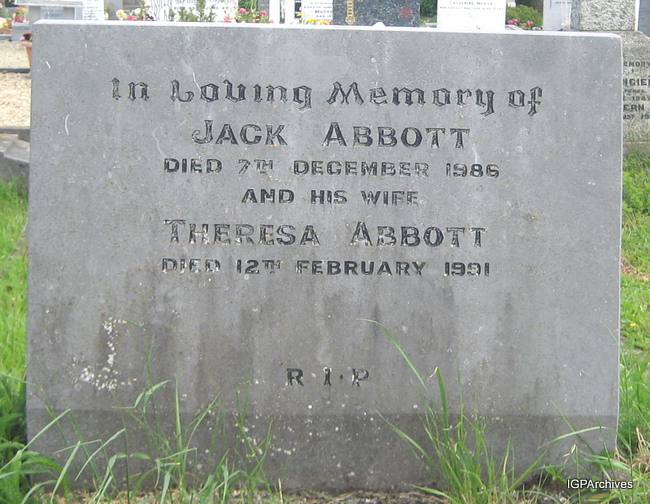 In Loving Memory of
JACK ABBOTT
DIED 7TH DECEMBER 1986
AND HIS WIFE
THERESA ABBOTT
DIED 12TH FEBRUARY 1991
R·I·P
IGPArchives